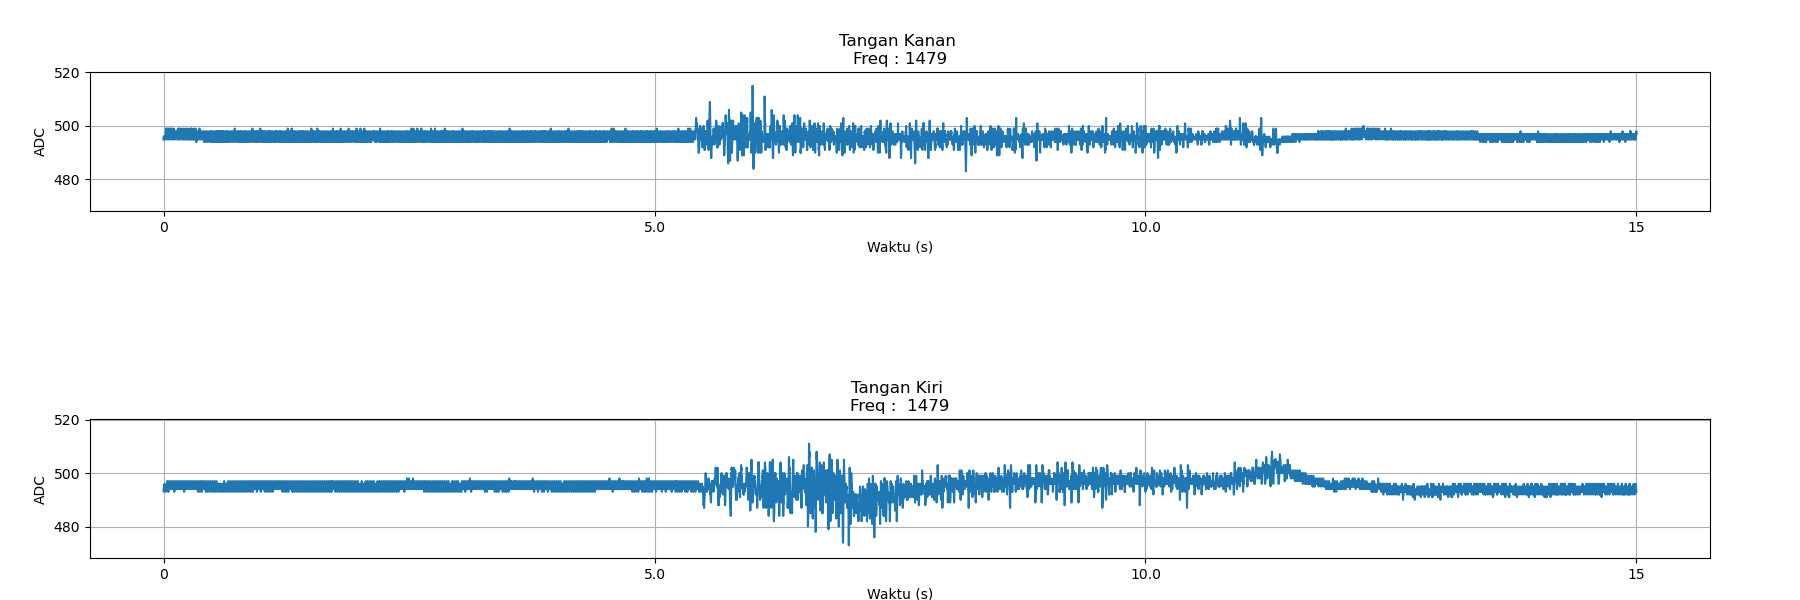 Tangan Kanan
Freq : 1479
520
500
480
ADC
0 5.0 10.0 15
Waktu (s)
Tangan Kiri
Freq :  1479
520
500
480
ADC
0 5.0 10.0 15
Waktu (s)